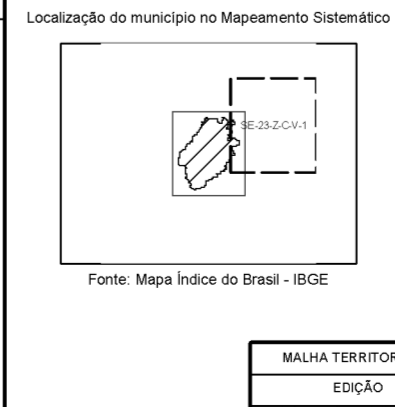 Localização do município no Mapeamento Sistemático
SE-23-Z-C-V-1
Fonte: Mapa Índice do Brasil - IBGE
MALHA TERRITOR
EDIÇÃO